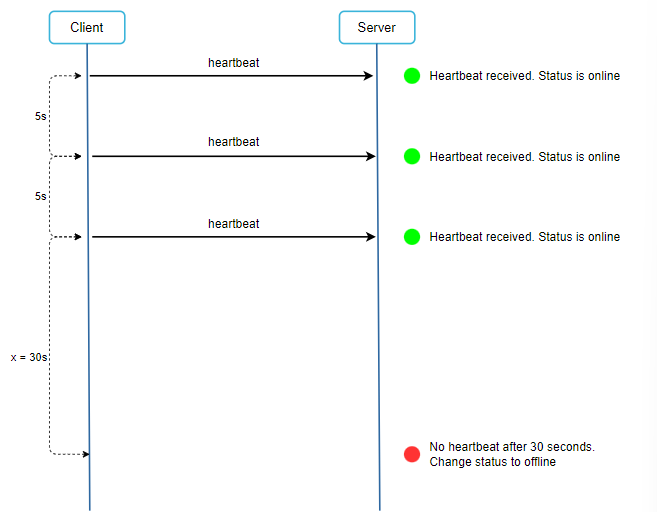 Client
Server
heartbeat
Heartbeat received. Status is online
5s
heartbeat
Heartbeat received. Status is online
5s
heartbeat
Heartbeat received. Status is online
x = 30s
No heartbeat after 30 seconds.
Change status to offline